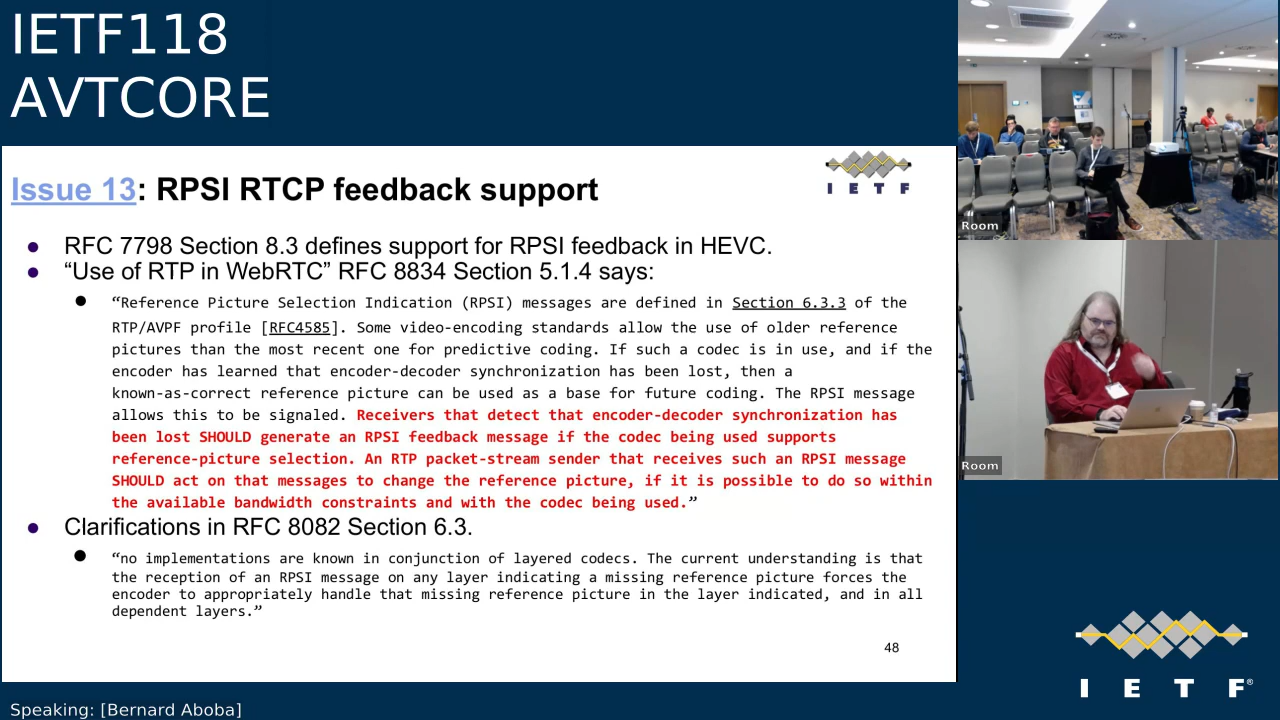 IETF118
AVTCORE
Issue 13: RPSI RTCP feedback support
I E T F
● RFC 7798 Section 8.3 defines support for RPSI feedback in HEVC.
● “Use of RTP in WebRTC” RFC 8834 Section 5.1.4 says:
● “Reference Picture Selection Indication (RPSI) messages are defined in Section 6.3.3 of the
RTP/AVPF profile [RFC4585]. Some video-encoding standards allow the use of older reference
pictures than the most recent one for predictive coding. If such a codec is in use, and if the
encoder has learned that encoder-decoder synchronization has been lost, then a
known-as-correct reference picture can be used as a base for future coding. The RPSI message
allows this to be signaled. Receivers that detect that encoder-decoder synchronization has
been lost SHOULD generate an RPSI feedback message if the codec being used supports
reference-picture selection. An RTP packet-stream sender that receives such an RPSI message
SHOULD act on that messages to change the reference picture, if it is possible to do so within
the available bandwidth constraints and with the codec being used.”
● Clarifications in RFC 8082 Section 6.3.
● “no implementations are known in conjunction of layered codecs. The current understanding is that
the reception of an RPSI message on any layer indicating a missing reference picture forces the
encoder to appropriately handle that missing reference picture in the layer indicated, and in all
dependent layers.”
48
Room
Room
I E T F®
Speaking: [Bernard Aboba]